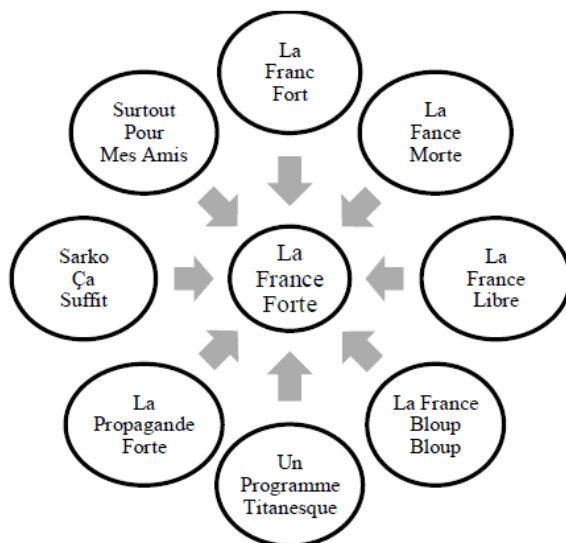 La
Franc
Fort
Surtout
Pour
Mes Amis
La
Fance
Morte
Sarko
Ça
Suffit
La
France
Forte
La
France
Libre
La
Propagande
Forte
Un
Programme
Titanesque
La France
Bloup
Bloup